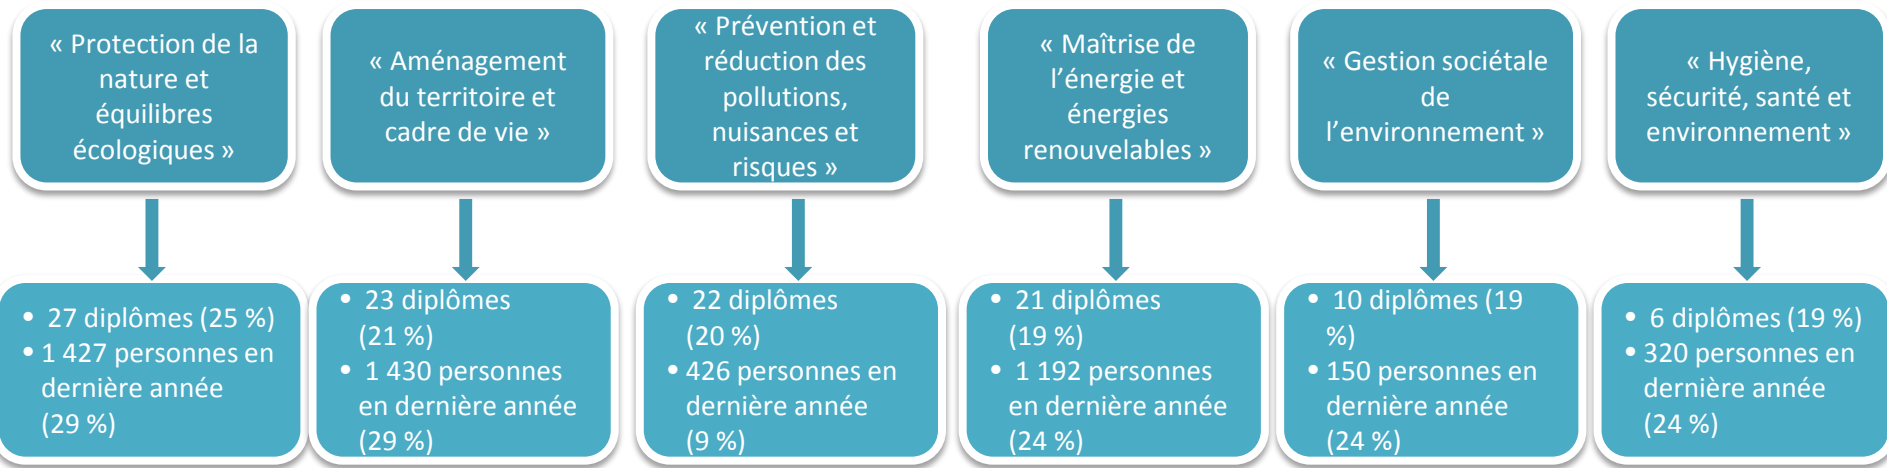 « Protection de la
nature et
équilibres
écologiques »
« Aménagement
du territoire et
cadre de vie »
« Prévention et
réduction des
pollutions,
nuisances et
risques »
« Maîtrise de
l’énergie et
énergies
renouvelables »
« Gestion sociétale
de
l’environnement »
« Hygiène,
sécurité, santé et
environnement »
• 27 diplômes (25 %)
• 1 427 personnes en
dernière année
(29 %)
• 23 diplômes
(21 %)
• 1 430 personnes
en dernière année
(29 %)
• 22 diplômes
(20 %)
• 426 personnes en
dernière année
(9 %)
• 21 diplômes
(19 %)
• 1 192 personnes
en dernière année
(24 %)
• 10 diplômes (19
%)
• 150 personnes en
dernière année
(24 %)
• 6 diplômes (19 %)
• 320 personnes en
dernière année
(24 %)